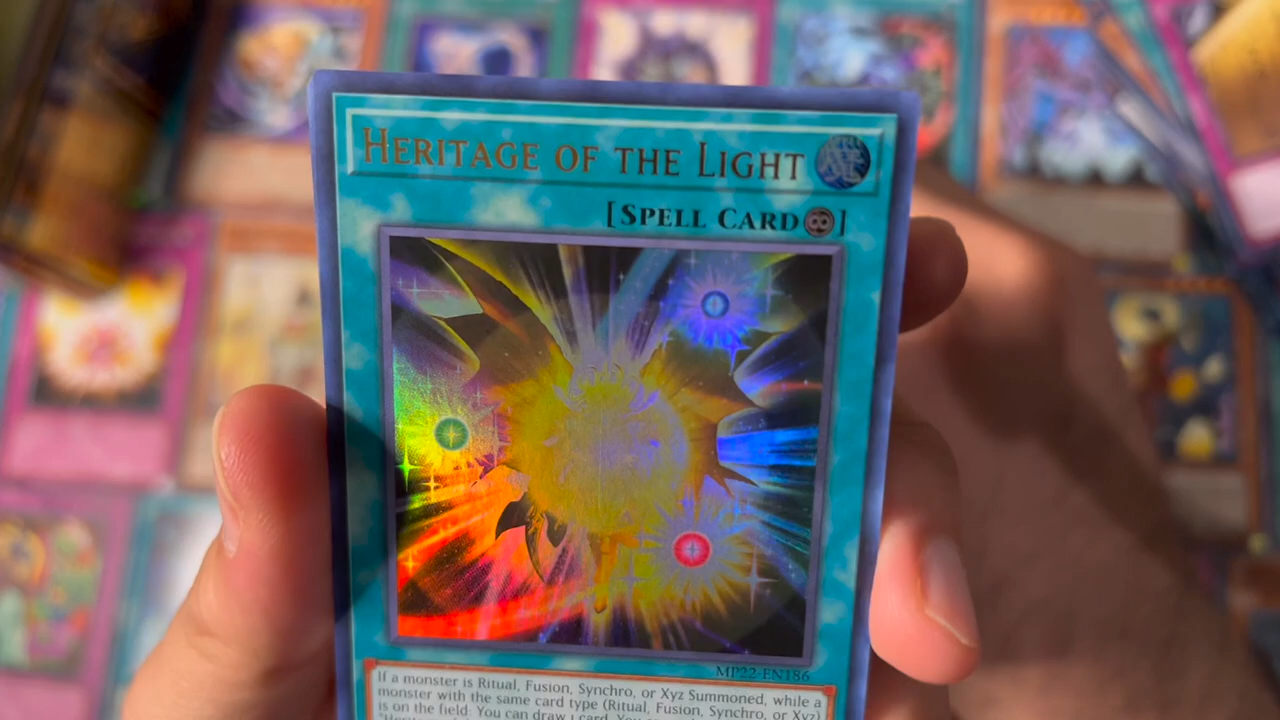 HERITAGE OF THE LIGHT
[SPELL CARD]
MP22-EN186
If a monster is Ritual, Fusion, Synchro, or Xyz Summoned, while a
monster with the same card type (Ritual, Fusion, Synchro, or Xyz)
is on the field: You can draw 1 card. You